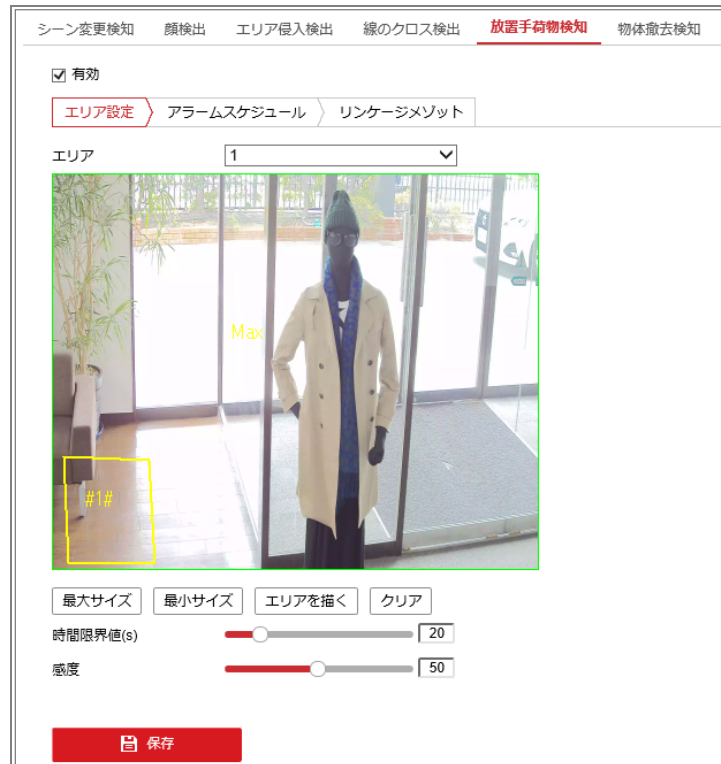 シーン変更検知 顔検出 エリア侵入検出 線のクロス検出 放置手荷物検知 物体撤去検知
有効
エリア設定 アラームスケジュール リンケージメゾット
エリア 1
Max
#1#
最大サイズ 最小サイズ エリアを描く クリア
時間限界値(s) 20
感度 50
保存